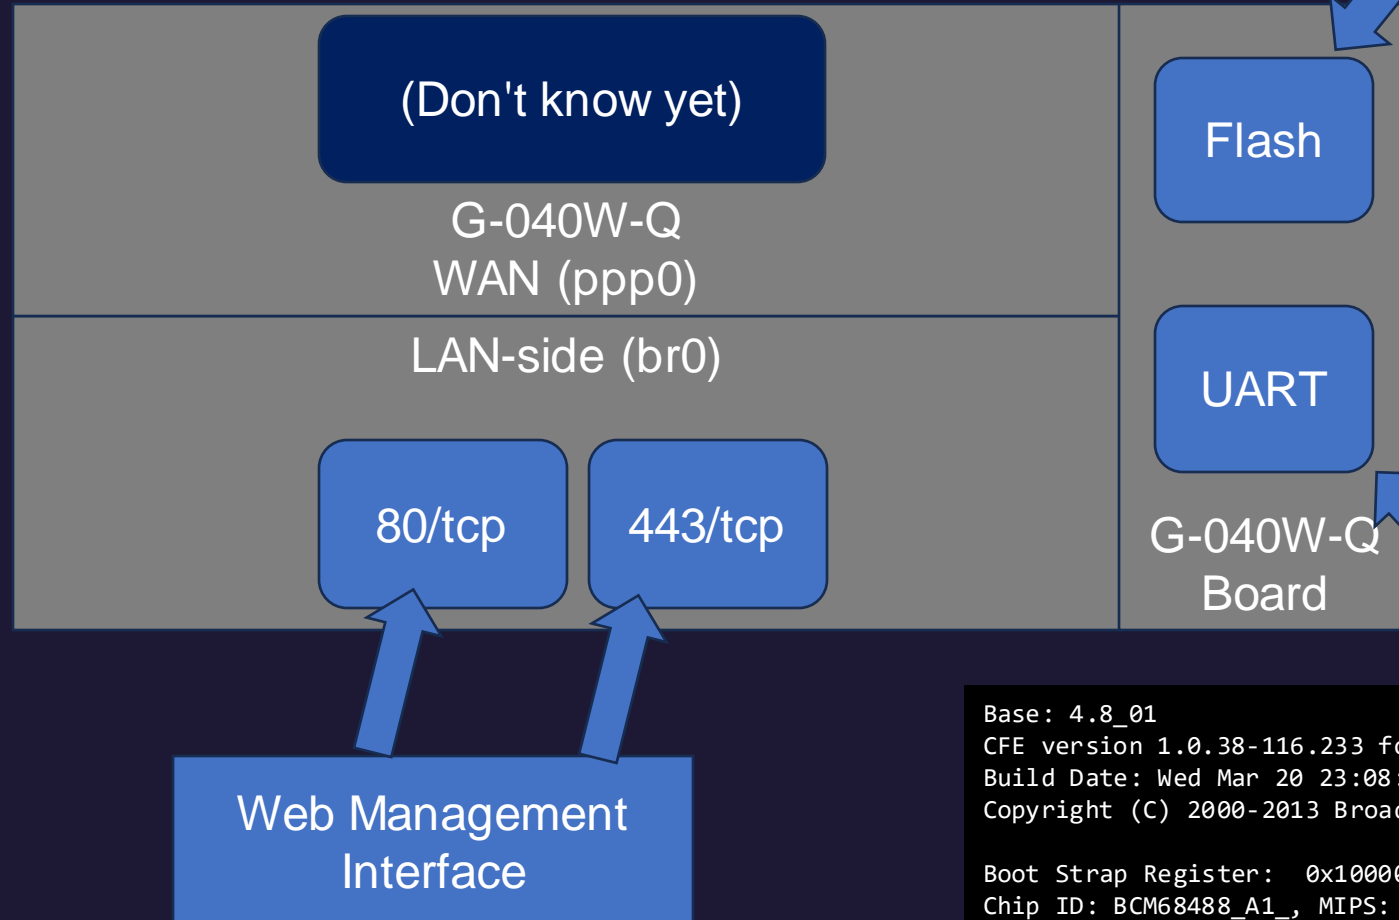 (Don't know yet)
G-040W-Q
WAN (ppp0)
LAN-side (br0)
80/tcp
443/tcp
Flash
UART
G-040W-Q
Board
Web Management
Interface
Base: 4.8_01
CFE version 1.0.38-116.233
Build Date: Wed Mar 20 23:08:
Copyright (C) 2000-2013
Boot Strap Register:
Chip ID: BCM68488_A1_, MIPS: